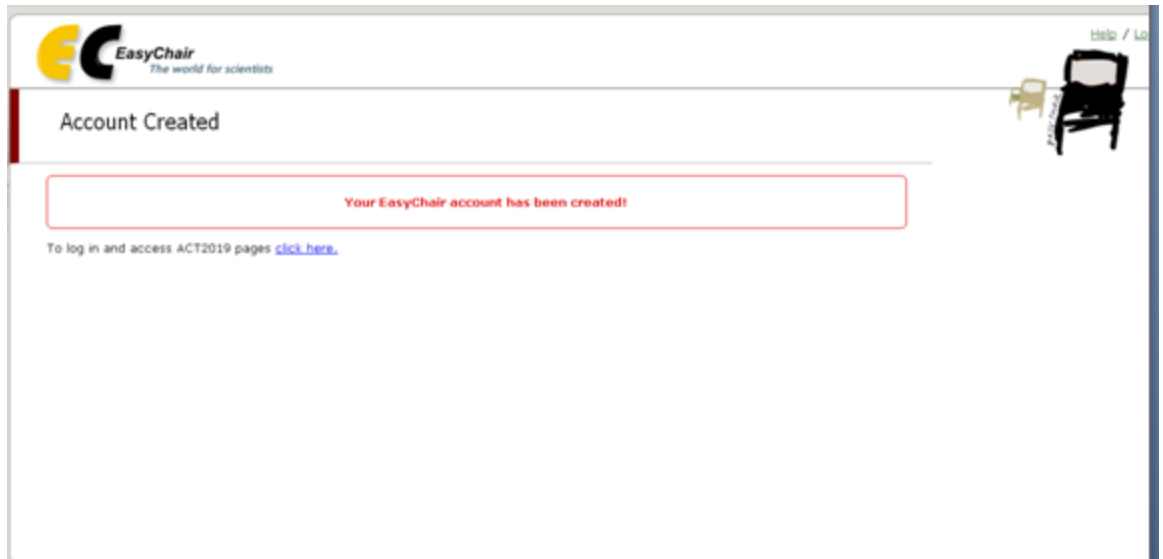 EC EasyChair
The world for scientists
Help / Lo
Account Created
Your EasyChair account has been created!
To log in and access ACT2019 pages click here.